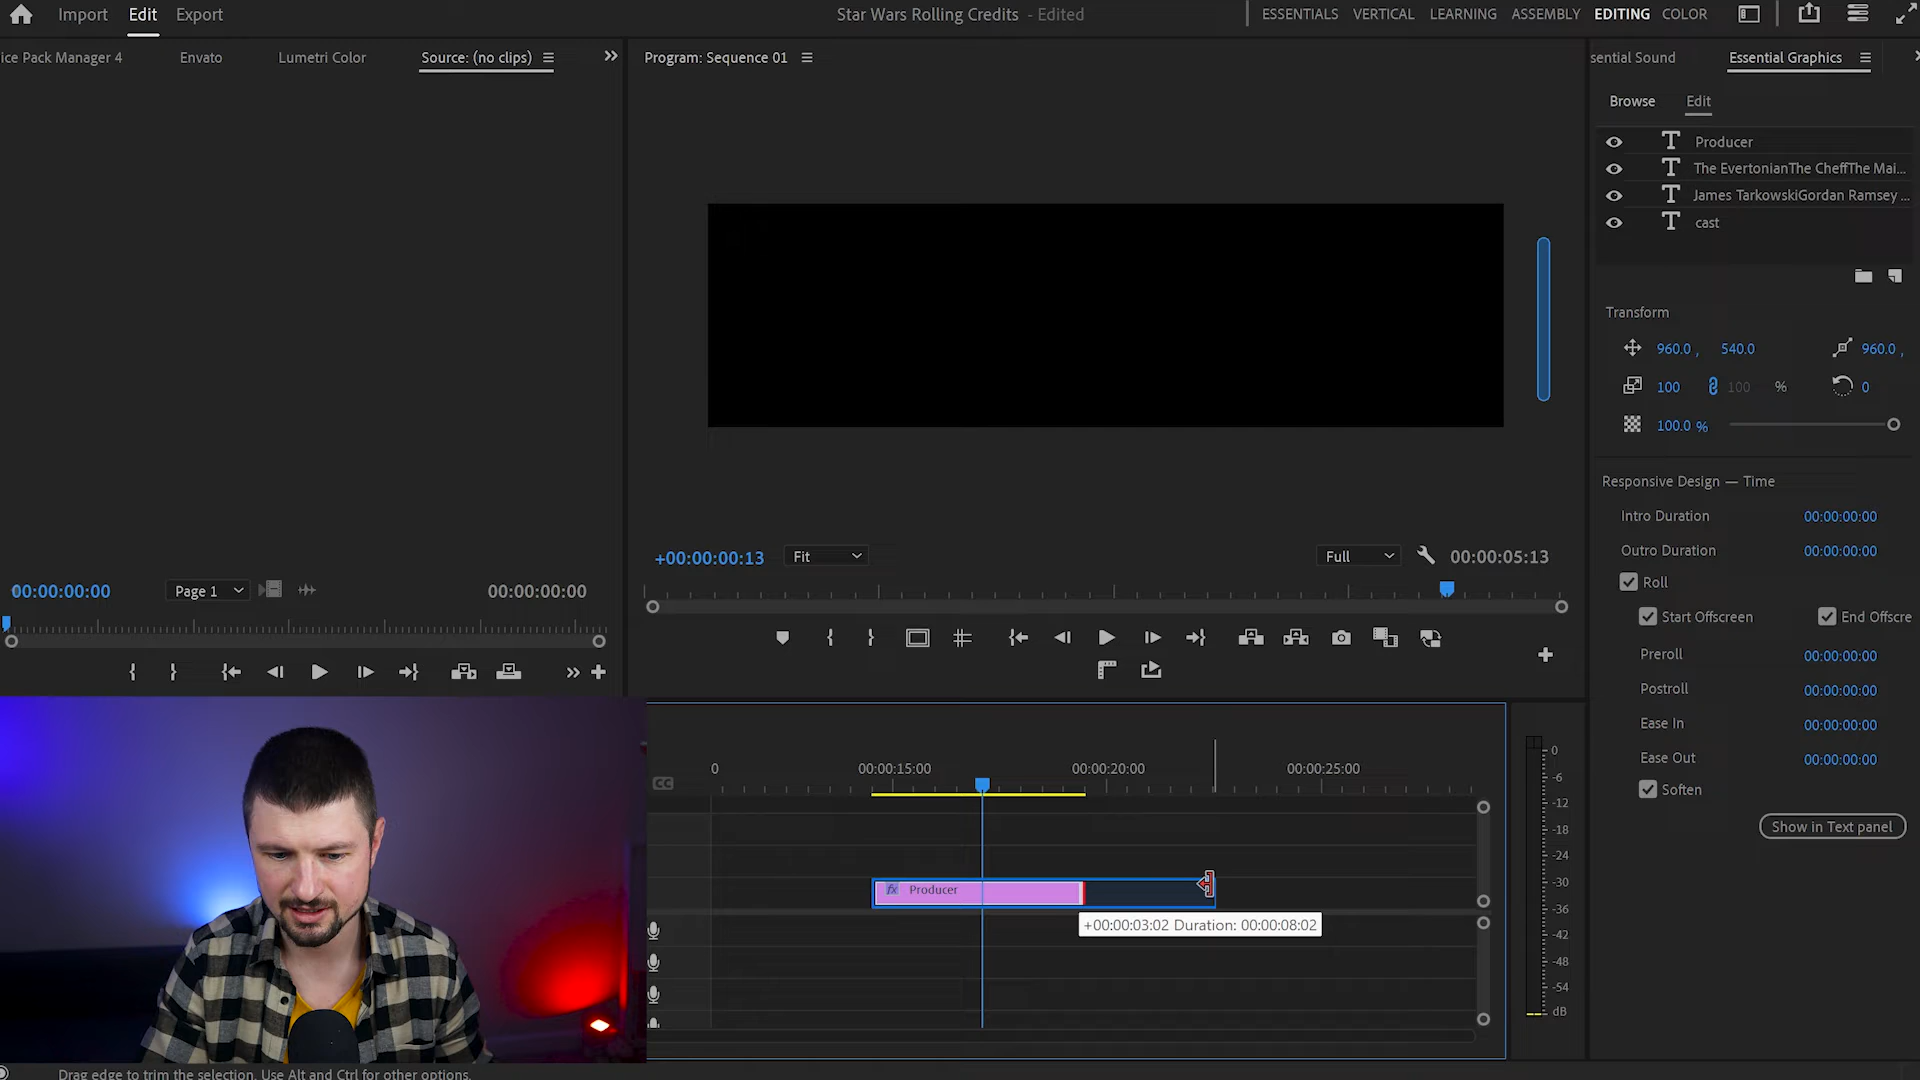 Import Edit Export
Star Wars Rolling Credits - Edited
ESSENTIALS VERTICAL LEARNING ASSEMBLY EDITING COLOR
ice Pack Manager 4 Envato Lumetri Color Source: (no clips)
Program: Sequence 01
sential Sound Essential Graphics
Browse Edit
Producer
The EvertonianThe CheffThe Mai...
James TarkowskiGordan Ramsey ...
cast
Transform
960.0 , 540.0 960.0 ,
100 100 % 0
100.0 %
Responsive Design — Time
Intro Duration 00:00:00:00
Outro Duration 00:00:00:00
Roll
Start Offscreen End Offscre
Preroll 00:00:00:00
Postroll 00:00:00:00
Ease In 00:00:00:00
Ease Out 00:00:00:00
Soften
Show in Text panel
+00:00:00:13 Fit Full 00:00:05:13
00:00:00:00 Page 1 00:00:00:00
0 00:00:15:00 00:00:20:00 00:00:25:00
CC
fx Producer
+00:00:03:02 Duration: 00:00:08:02
0
-6
-12
-18
-24
-30
-36
-42
-48
-54
dB
Drag edge to trim the selection. Use Alt and Ctrl for other options.